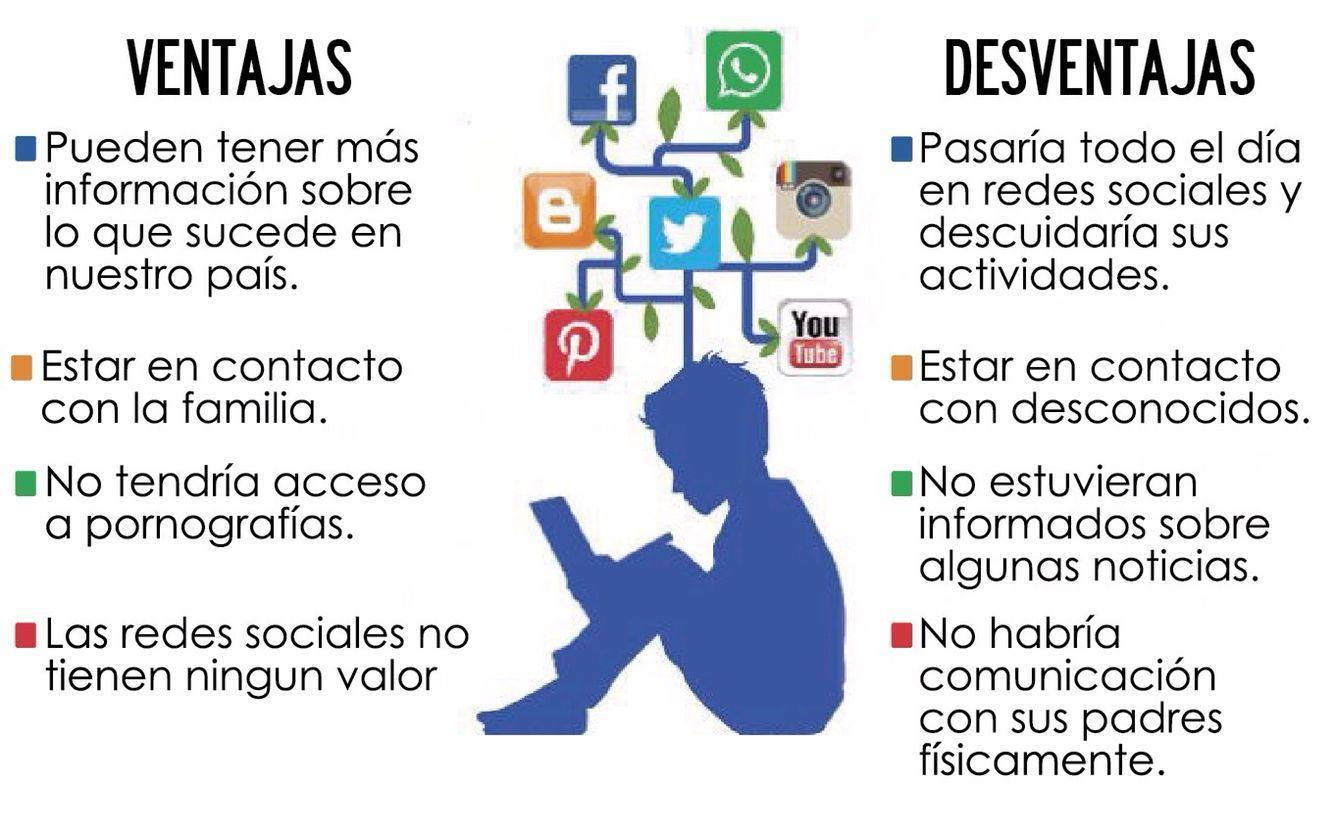 VENTAJAS
Pueden tener más
información sobre
lo que sucede en
nuestro país.
Estar en contacto
con la familia.
No tendría acceso
a pornografías.
Las redes sociales no
tienen ningun valor
You
Tube
DESVENTAJAS
Pasaría todo el día
en redes sociales y
descuidaría sus
actividades.
Estar en contacto
con desconocidos.
No estuvieran
informados sobre
algunas noticias.
No habría
comunicación
con sus padres
físicamente.